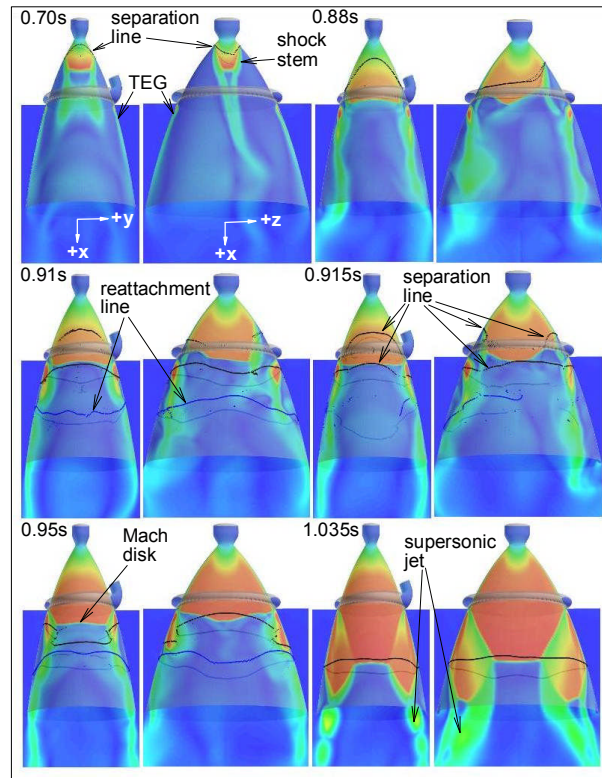 0.70s
separation
line
shock
stem
TEG
+y
+x
+z
+x
0.88s
0.91s
reattachment
line
0.915s
separation
line
0.95s
Mach
disk
1.035s
supersonic
jet